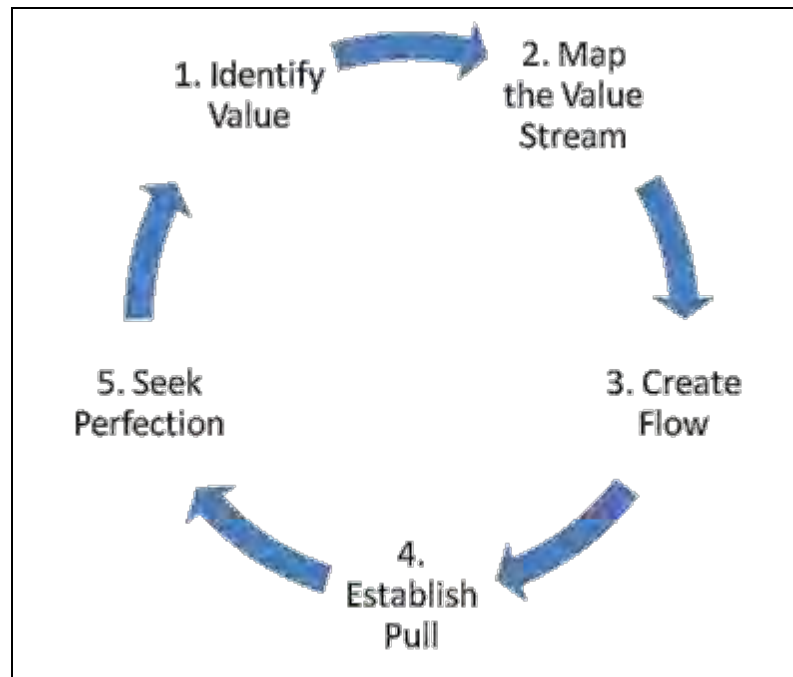 1. Identify
Value
2. Map
the Value
Stream
3. Create
Flow
4.
Establish
Pull
5. Seek
Perfection